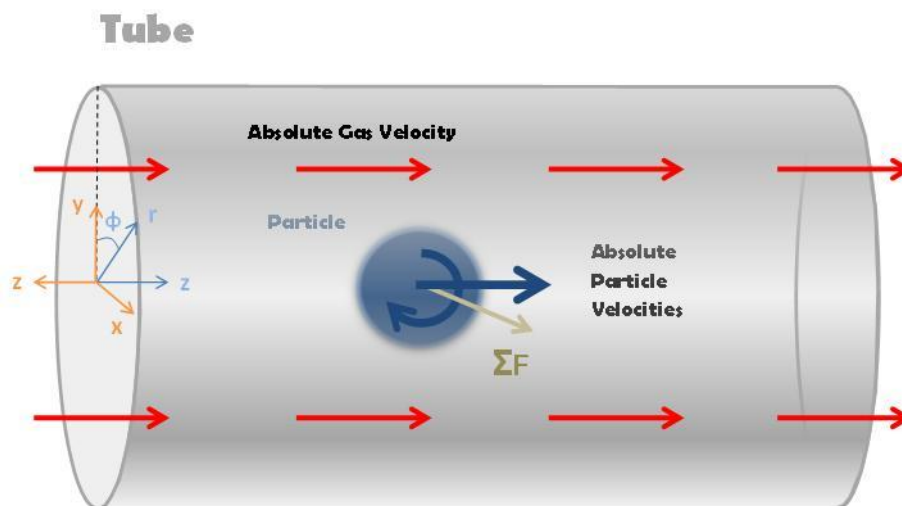 Tube
Absolute Gas Velocity
y
ϕ
r
Particle
z
z
x
Absolute
Particle
Velocities
ΣF